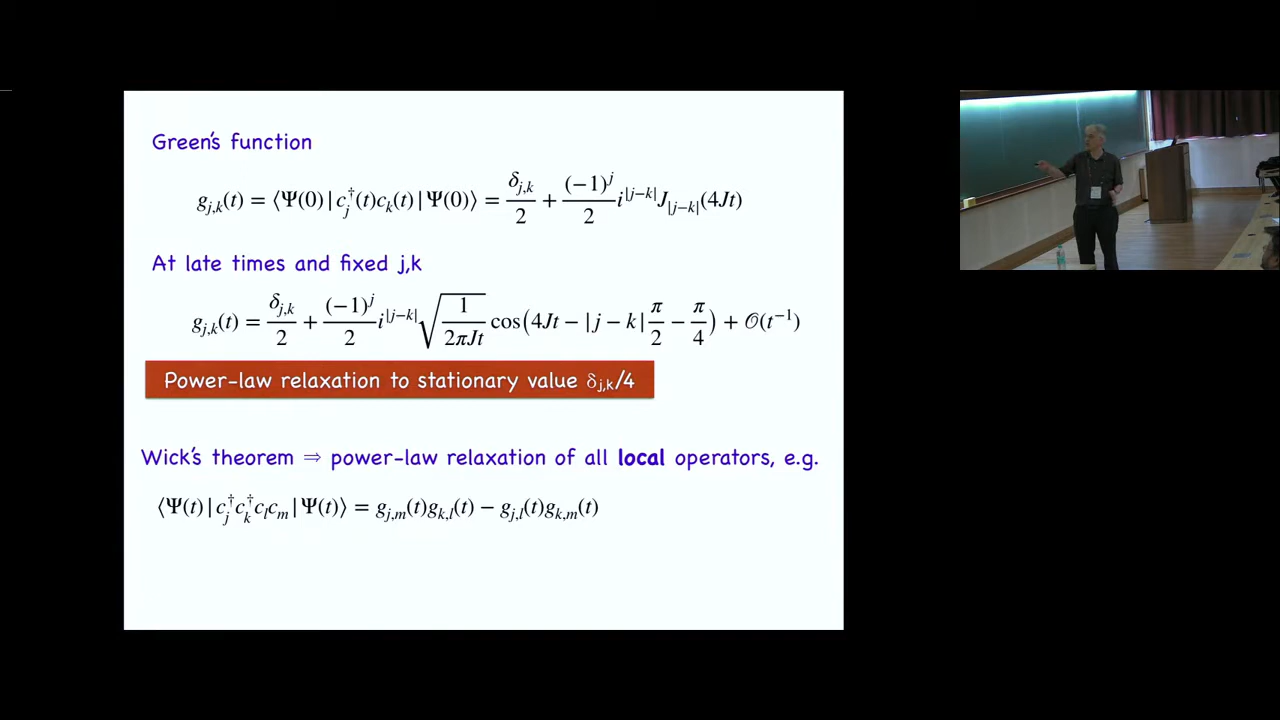 Green's function
g_{j,k}(t) = ⟨Ψ(0)|c_j^†(t)c_k(t)|Ψ(0)⟩ = δ_{j,k}/2 + (−1)^j/2 i^{|j−k|} J_{|j−k|}(4Jt)
At late times and fixed j,k
g_{j,k}(t) = δ_{j,k}/2 + (−1)^j/2 i^{|j−k|} √(1/(2πJt)) cos(4Jt − |j − k| π/2 − π/4) + 𝒪(t^{−1})
Power-law relaxation to stationary value δ_{j,k}/4
Wick's theorem ⇒ power-law relaxation of all local operators, e.g.
⟨Ψ(t)|c_j^†c_k^†c_lc_m|Ψ(t)⟩ = g_{j,m}(t)g_{k,l}(t) − g_{j,l}(t)g_{k,m}(t)